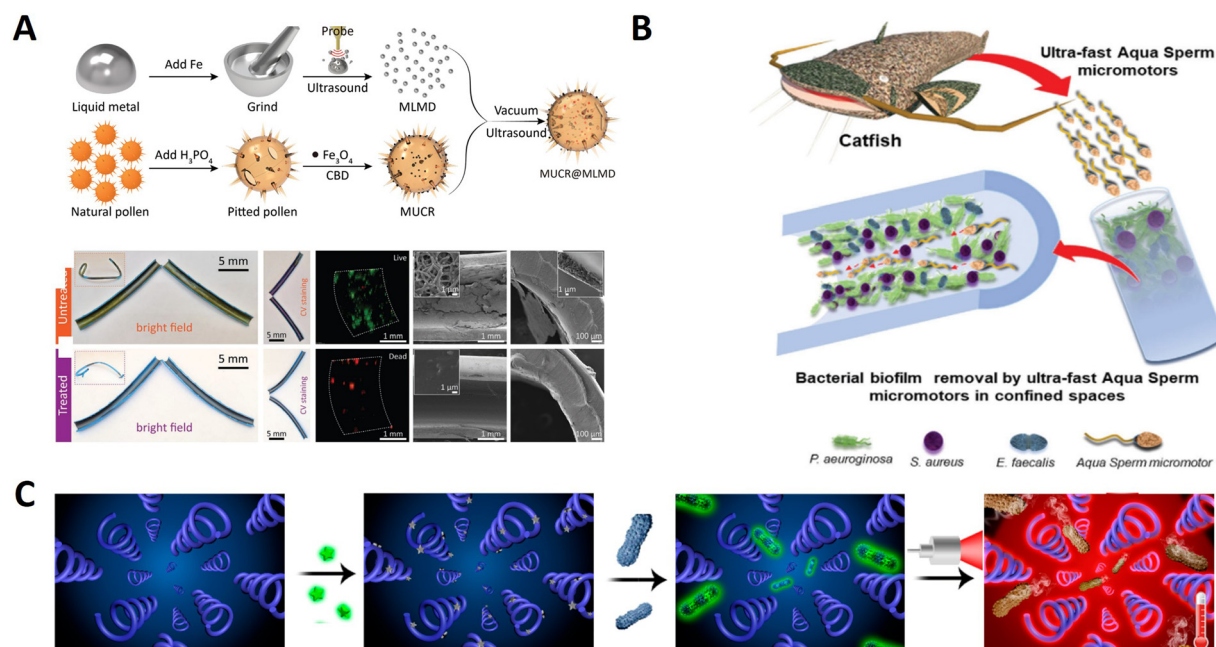 A
Liquid metal
Add Fe
Grind
Probe
Ultrasound
MLMD
Vacuum
Ultrasound
MUCR@MLMD
Natural pollen
Add H₃PO₄
Pitted pollen
Fe₃O₄
CBD
MUCR
Untreated
5 mm
bright field
CV staining
5 mm
Live
1 mm
1 μm
1 mm
1 μm
100 μm
Treated
5 mm
bright field
CV staining
5 mm
Dead
1 mm
1 μm
1 mm
100 μm
B
Ultra-fast Aqua Sperm
micromotors
Catfish
Bacterial biofilm removal by ultra-fast Aqua Sperm
micromotors in confined spaces
P. aeuroginosa
S. aureus
E. faecalis
Aqua Sperm micromotor
C